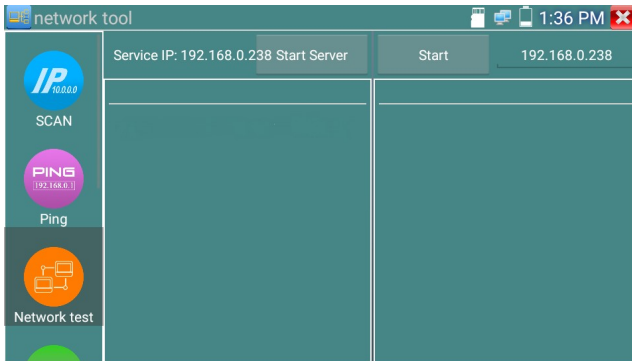 network tool
1:36 PM
Service IP: 192.168.0.238 Start Server
Start
192.168.0.238
IP
10.0.0.0
SCAN
PING
192.168.0.1
Ping
Network test